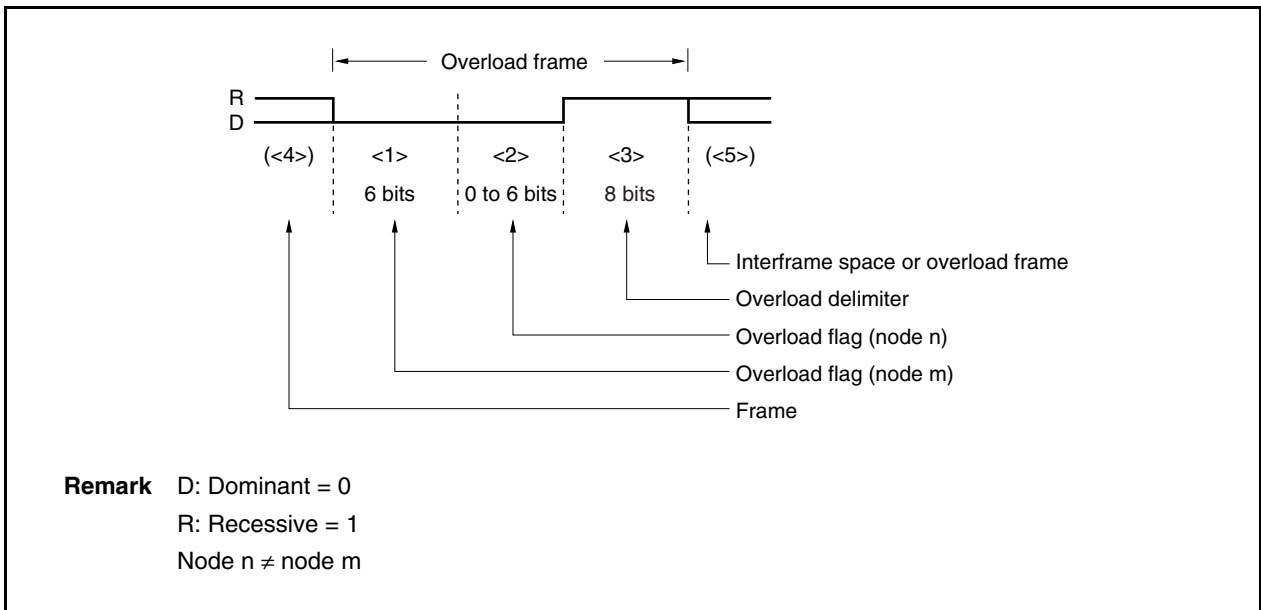 Overload frame
R
D
(<4>) <1> <2> <3> (<5>)
6 bits 0 to 6 bits 8 bits
Interframe space or overload frame
Overload delimiter
Overload flag (node n)
Overload flag (node m)
Frame
Remark D: Dominant = 0
R: Recessive = 1
Node n ≠ node m